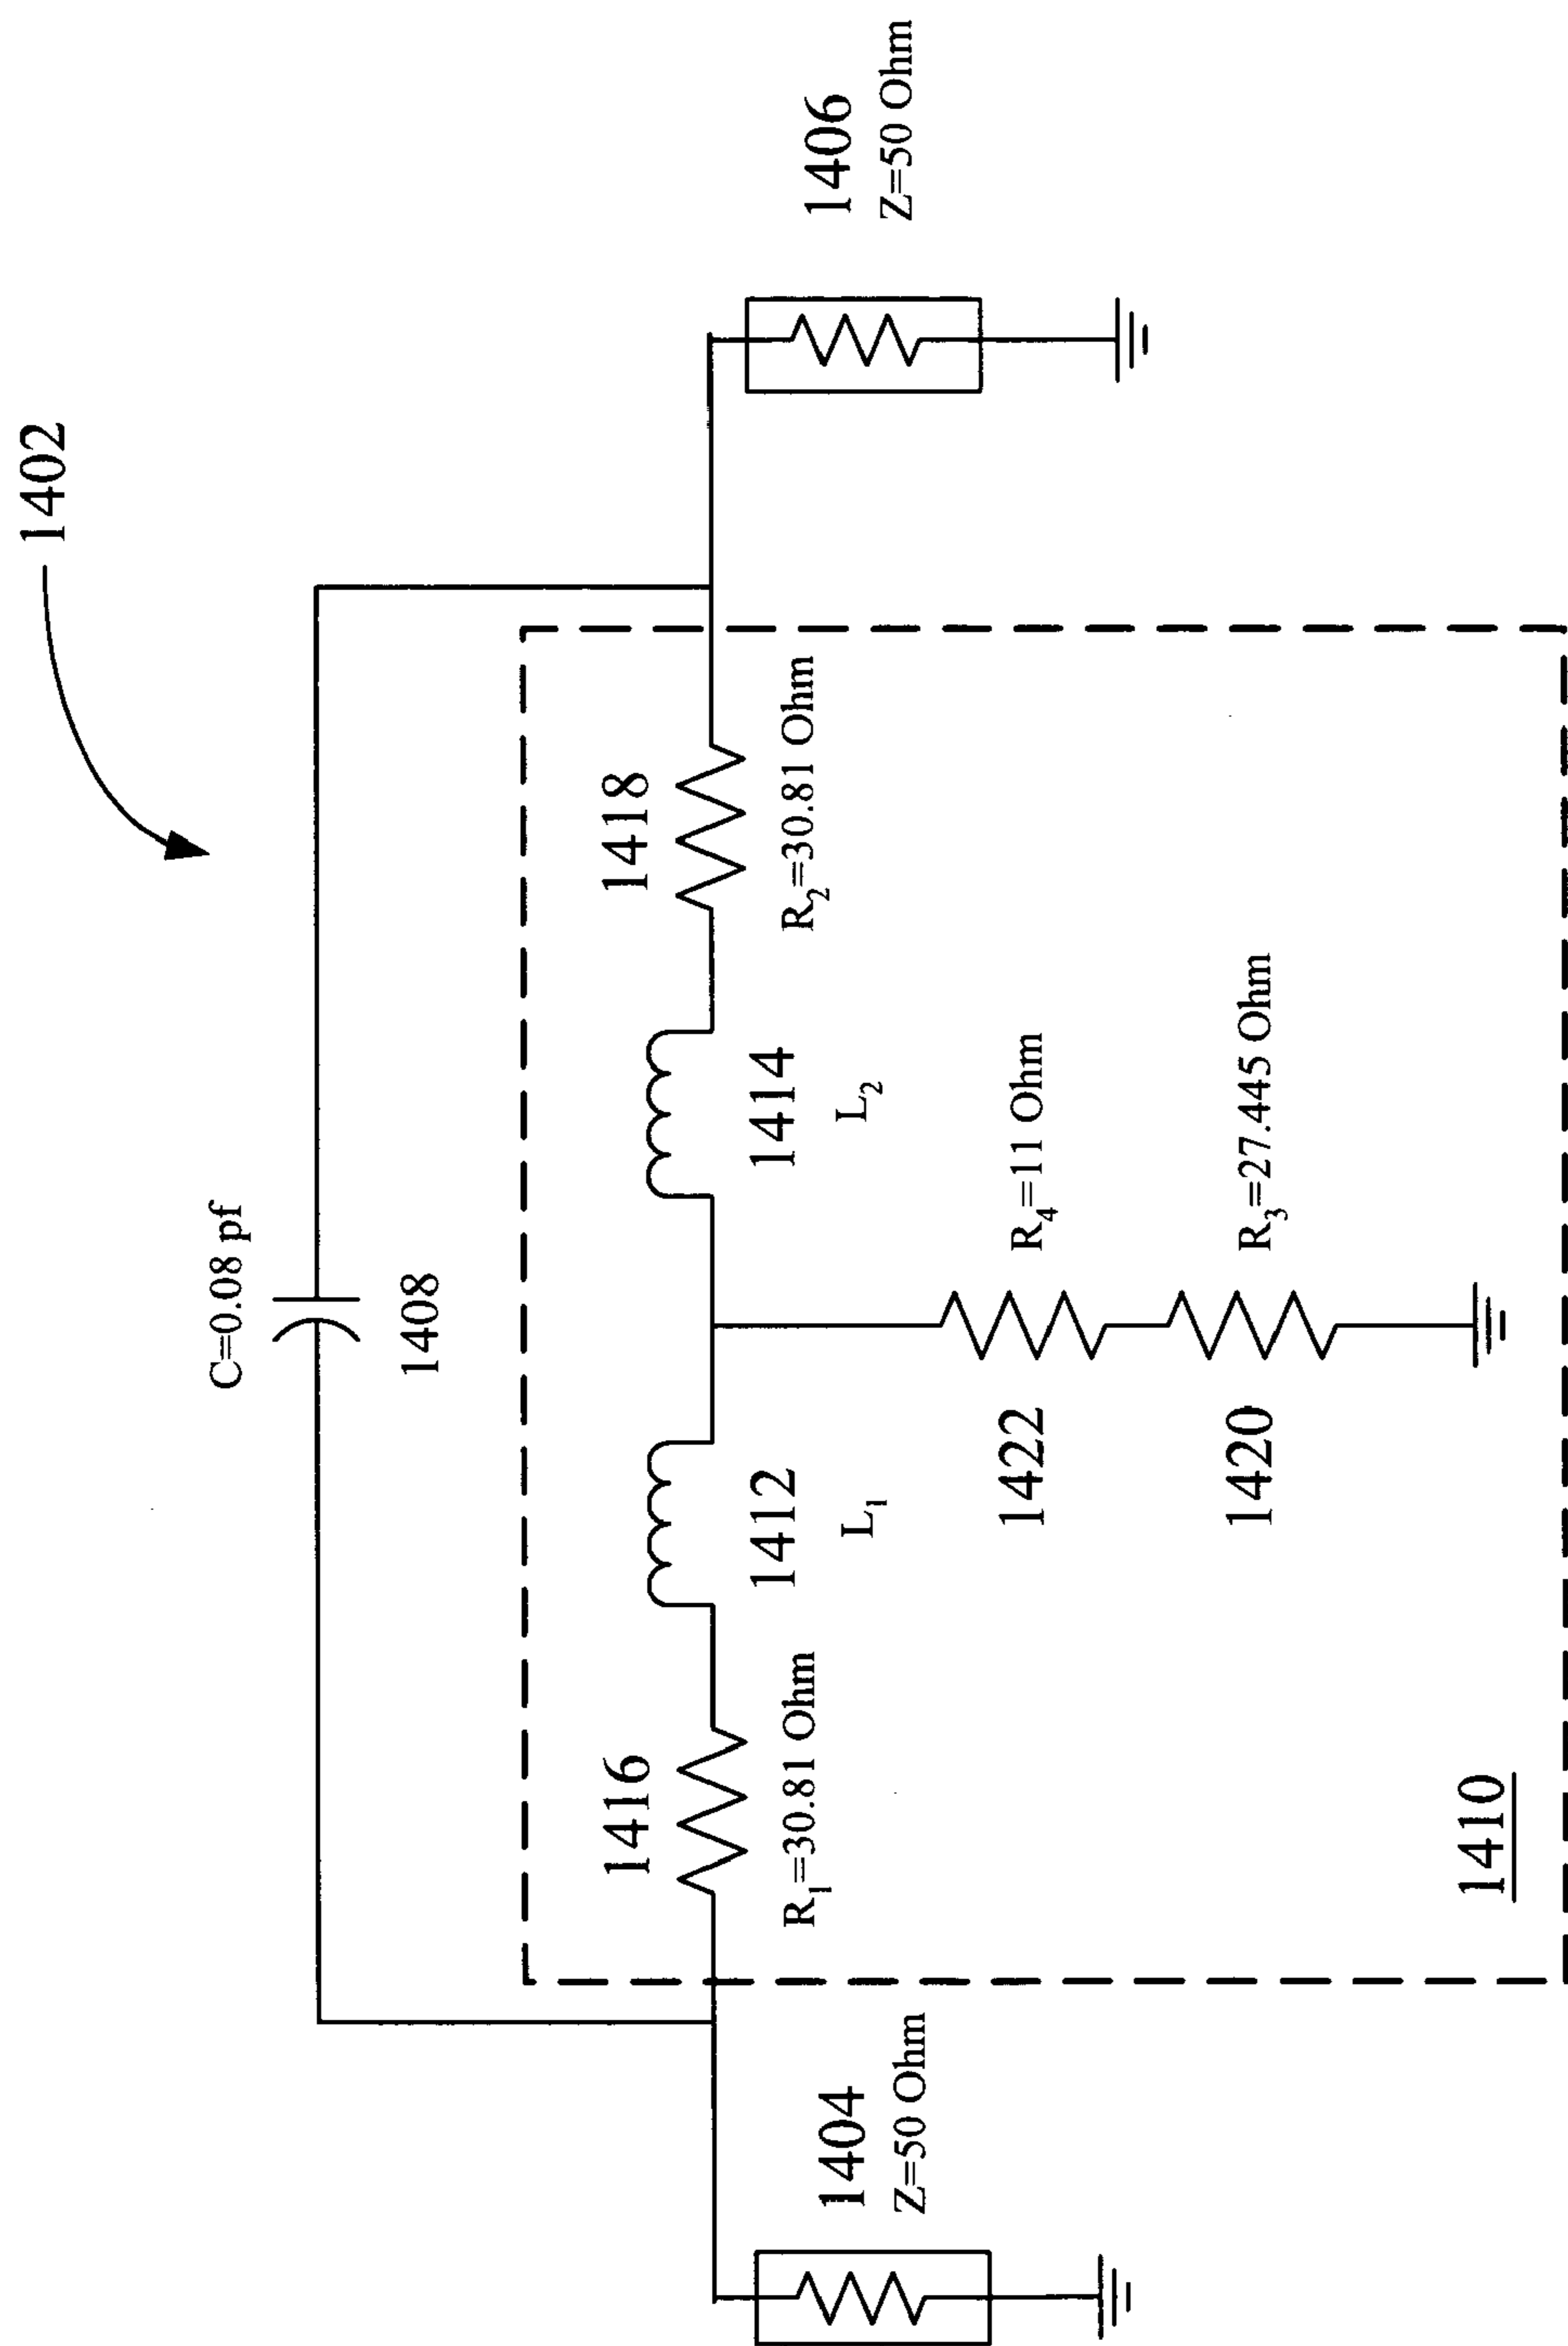 1402
C=0.08 pf
1408
1416
R₁=30.81 Ohm
1412
L₁
1414
L₂
1418
R₂=30.81 Ohm
1404
Z=50 Ohm
1406
Z=50 Ohm
1422
R₄=11 Ohm
1420
R₃=27.445 Ohm
1410